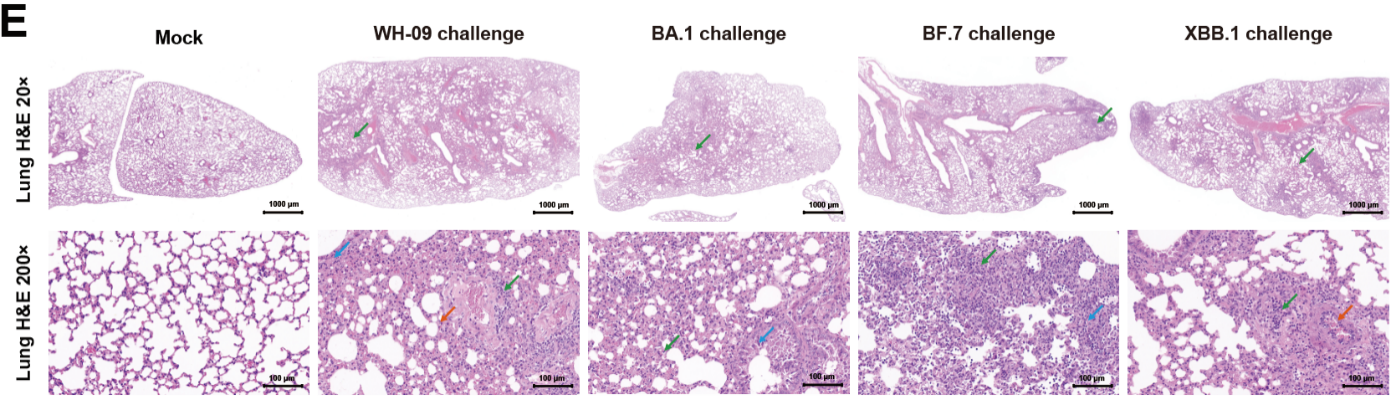 E
Mock
WH-09 challenge
BA.1 challenge
BF.7 challenge
XBB.1 challenge
Lung H&E 20×
1000 μm
1000 μm
1000 μm
1000 μm
1000 μm
Lung H&E 200×
100 μm
100 μm
100 μm
100 μm
100 μm